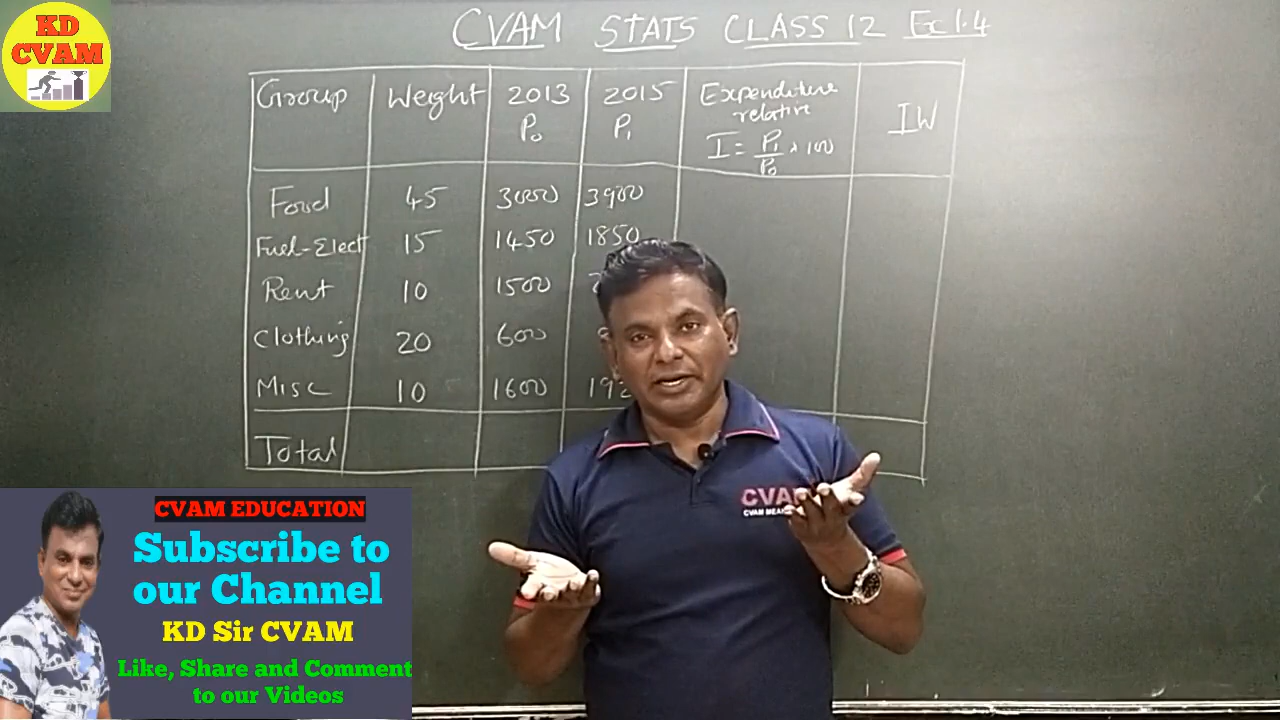 KD
CVAM
CVAM STATS CLASS 12 Ex 1.4
Group Weight 2013 P₀ 2015 P₁ Expenditure relative I = P₁/P₀ × 100 IW
Food 45 3000 3900
Fuel-Elect 15 1450 1850
Rent 10 1500
Clothing 20 600
Misc 10 1600
Total
CVAM
CVAM EDUCATION
Subscribe to
our Channel
KD Sir CVAM
Like, Share and Comment
to our Videos